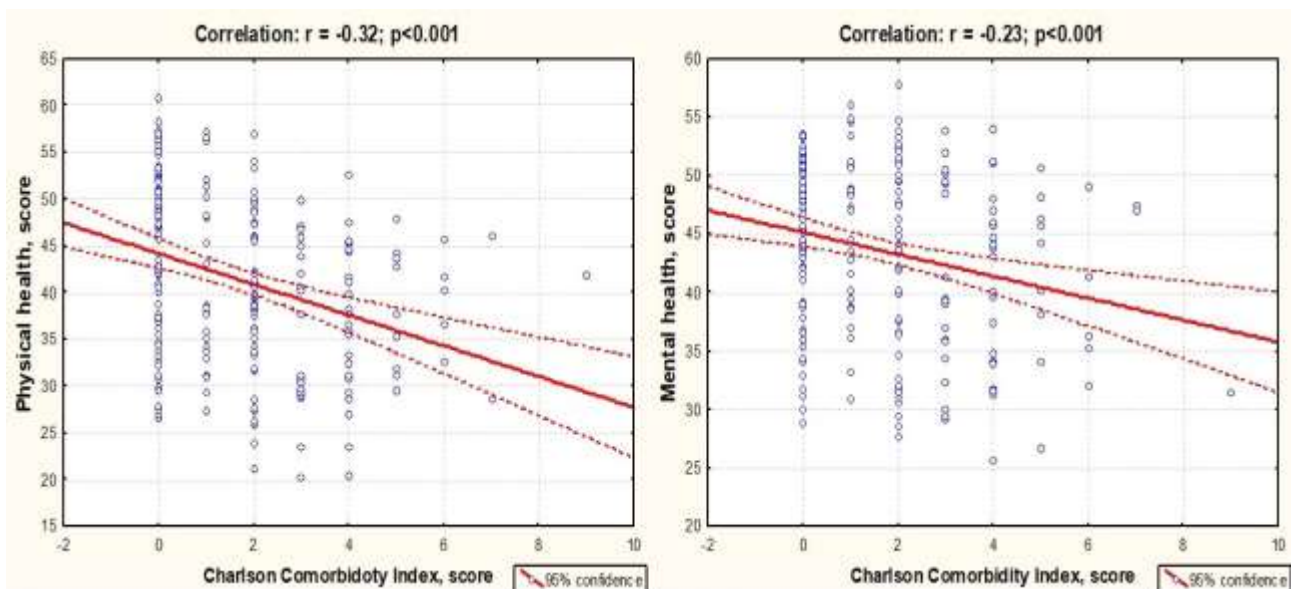 Correlation: r = -0.32; p<0.001
65
60
55
50
45
40
35
30
25
20
15
Physical health, score
-2 0 2 4 6 8 10
Charlson Comorbidoty Index, score
95% confidence
Correlation: r = -0.23; p<0.001
60
55
50
45
40
35
30
25
20
Mental health, score
-2 0 2 4 6 8 10
Charlson Comorbidity Index, score
95% confidence